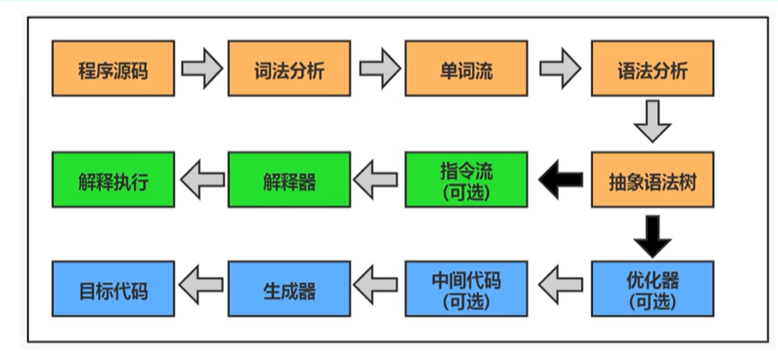 程序源码
词法分析
单词流
语法分析
解释执行
解释器
指令流
(可选)
抽象语法树
目标代码
生成器
中间代码
(可选)
优化器
(可选)